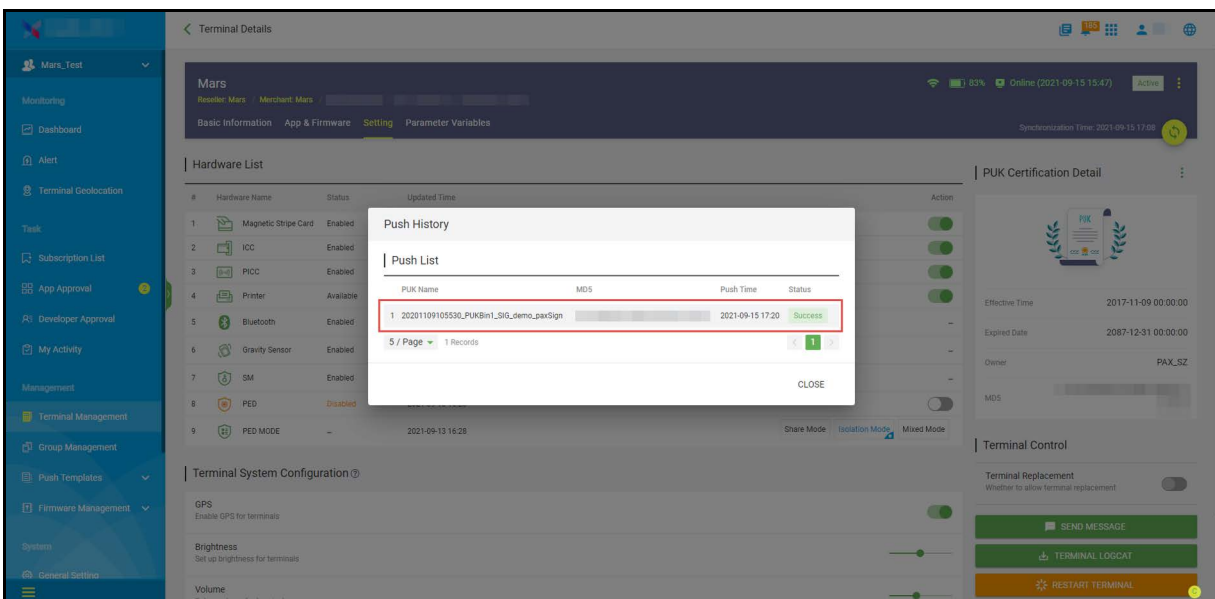 Terminal Details
195
Mars_Test
Monitoring
Dashboard
Alert
Terminal Geolocation
Task
Subscription List
App Approval
Developer Approval
My Activity
Management
Terminal Management
Group Management
Push Templates
Firmware Management
System
General Setting
Mars
Reseller: Mars / Merchant: Mars /
83% Online (2021-09-15 15:47) Active
Basic Information App & Firmware Setting Parameter Variables
Synchronization Time: 2021-09-15 17:08
Hardware List
# Hardware Name Status Updated Time Action
1 Magnetic Stripe Card Enabled
2 ICC Enabled
3 PICC Enabled
4 Printer Available
5 Bluetooth Enabled –
6 Gravity Sensor Enabled –
7 SM Enabled –
8 PED Disabled
9 PED MODE – 2021-09-13 16:28 Share Mode Isolation Mode Mixed Mode
Push History
Push List
PUK Name MD5 Push Time Status
1 20201109105530_PUKBin1_SIG_demo_paxSign 2021-09-15 17:20 Success
5 / Page 1 Records < 1 >
CLOSE
Terminal System Configuration
GPS
Enable GPS for terminals
Brightness
Set up brightness for terminals
Volume
PUK Certification Detail
PUK
Effective Time 2017-11-09 00:00:00
Expired Date 2087-12-31 00:00:00
Owner PAX_SZ
MD5
Terminal Control
Terminal Replacement
Whether to allow terminal replacement
SEND MESSAGE
TERMINAL LOGCAT
RESTART TERMINAL